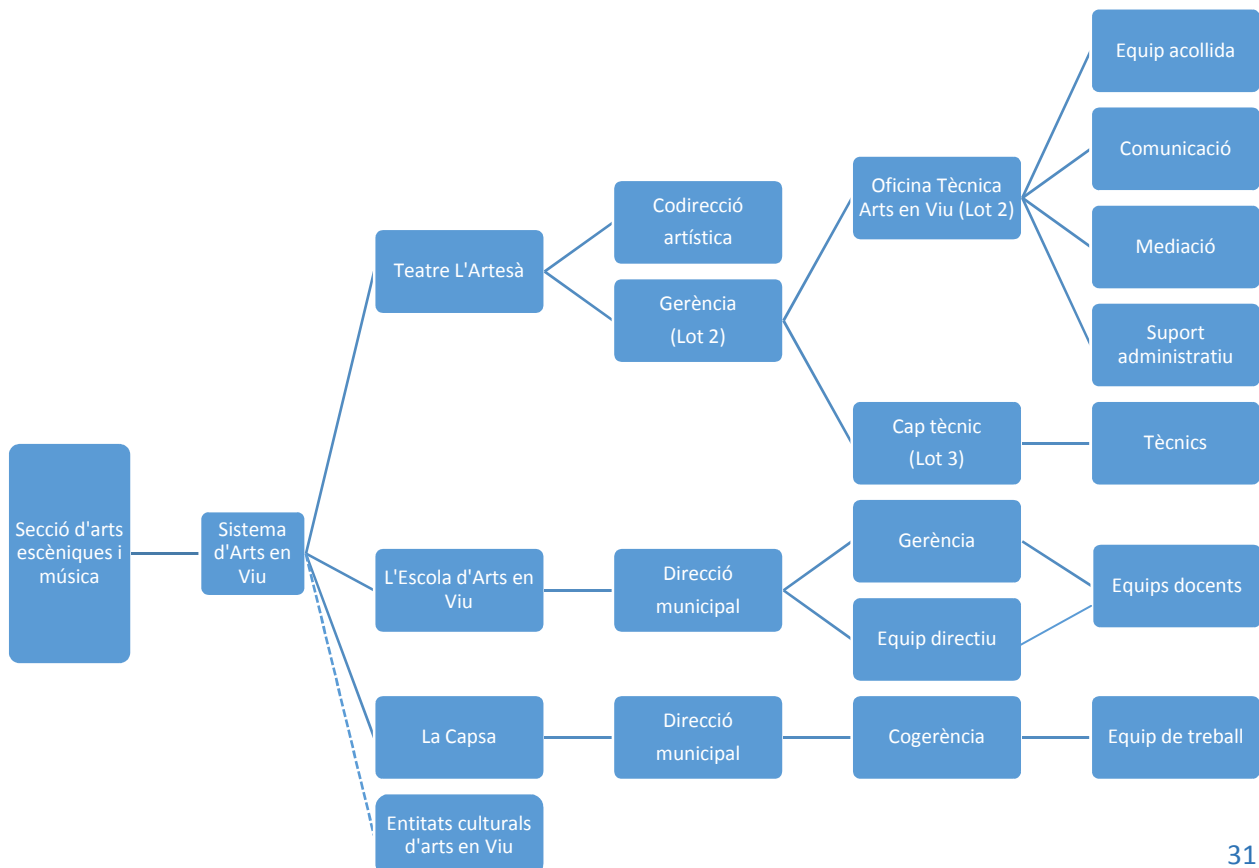 Equip acollida
Comunicació
Oficina Tècnica
Arts en Viu (Lot 2)
Codirecció
artística
Mediació
Teatre L'Artesà
Gerència
(Lot 2)
Suport
administratiu
Cap tècnic
(Lot 3)
Tècnics
Secció d'arts
escèniques i
música
Sistema
d'Arts en
Viu
L'Escola d'Arts en
Viu
Direcció
municipal
Gerència
Equip directiu
Equips docents
La Capsa
Direcció
municipal
Cogerència
Equip de treball
Entitats culturals
d'arts en Viu
31